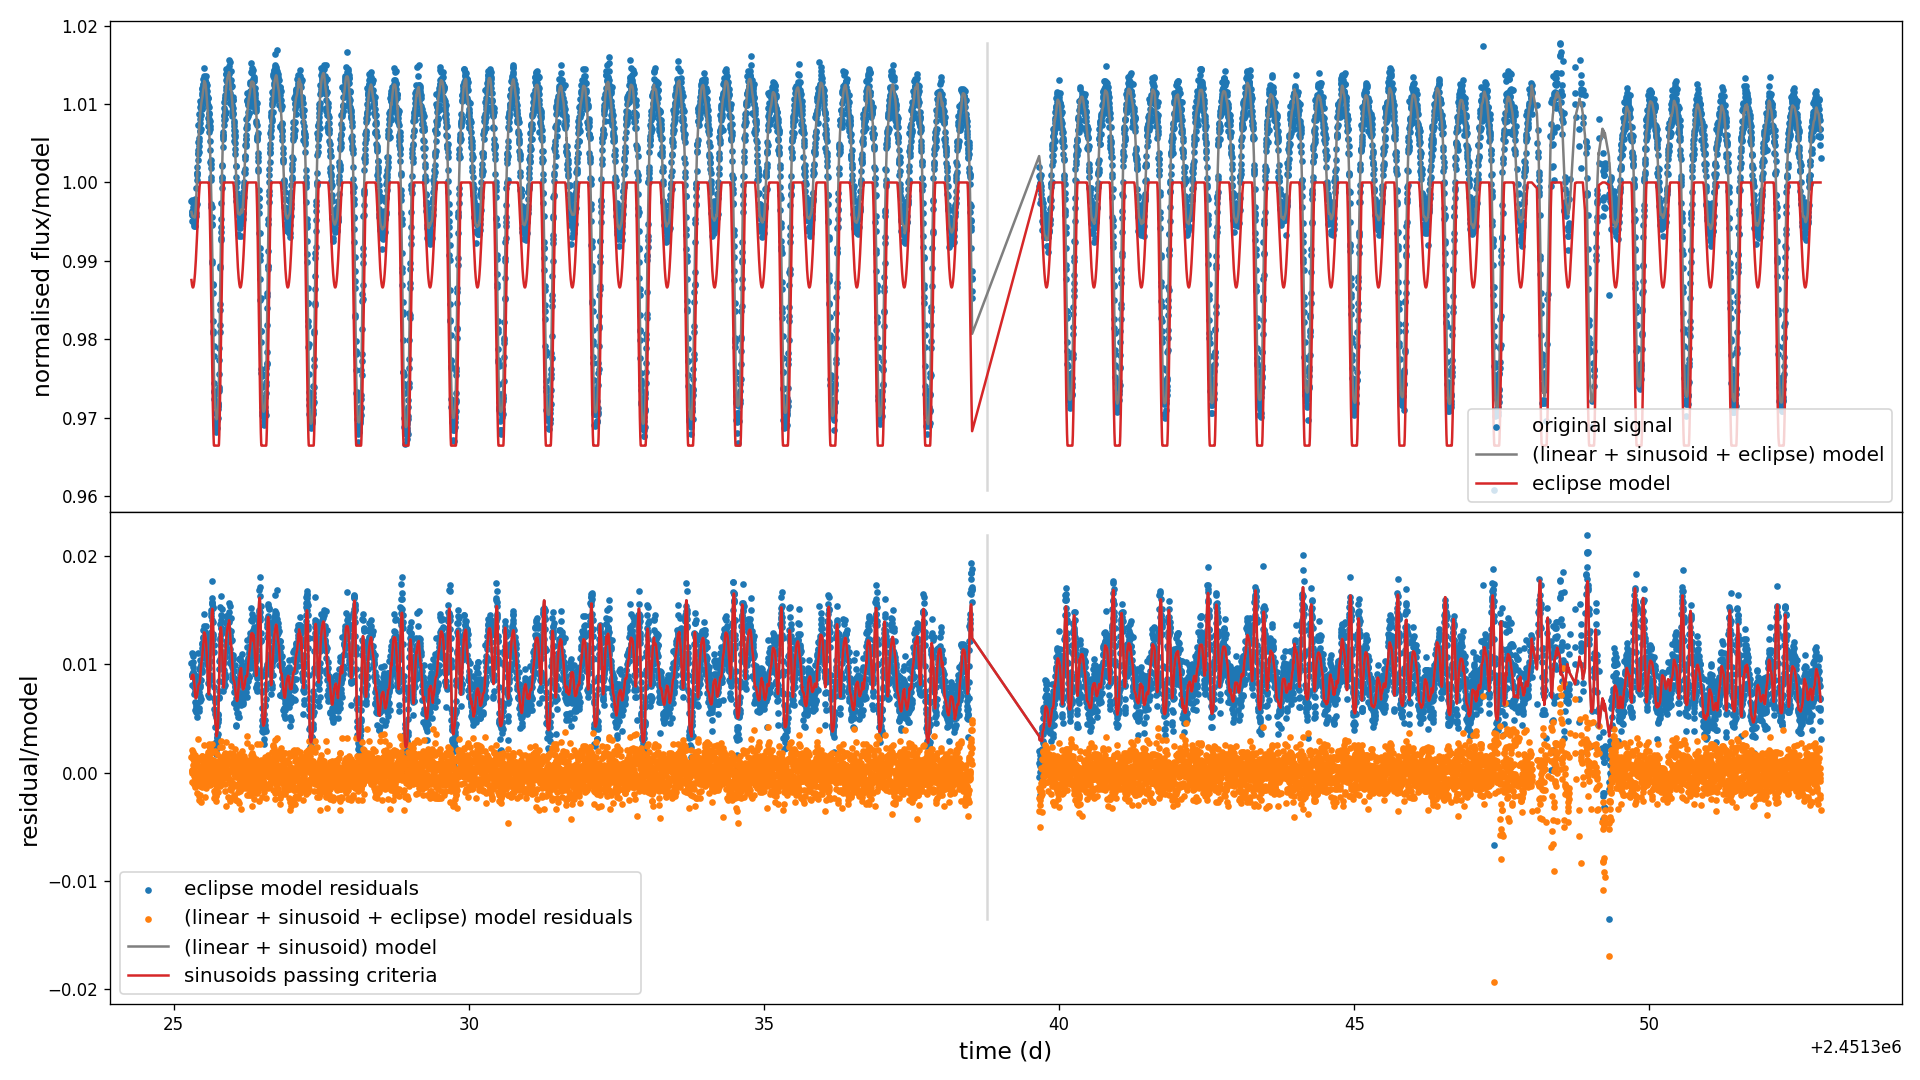 1.02
1.01
1.00
0.99
0.98
0.97
0.96
normalised flux/model
original signal
(linear + sinusoid + eclipse) model
eclipse model
0.02
0.01
0.00
−0.01
−0.02
residual/model
eclipse model residuals
(linear + sinusoid + eclipse) model residuals
(linear + sinusoid) model
sinusoids passing criteria
25 30 35 40 45 50
time (d)
+2.4513e6